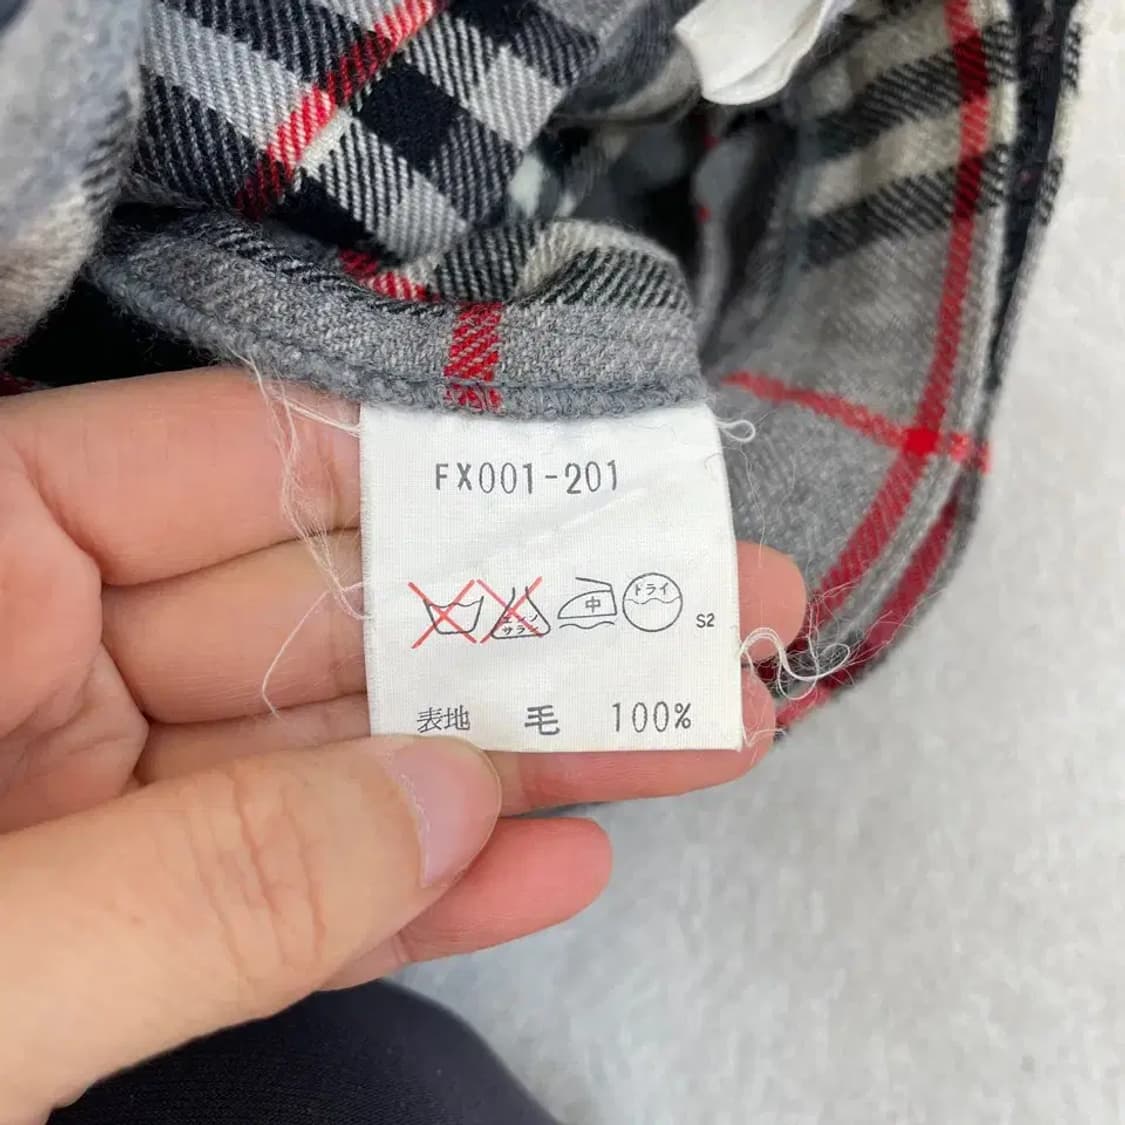 FX001-201
エンソ
サラシ
中
ドライ
S2
表地 毛 100%